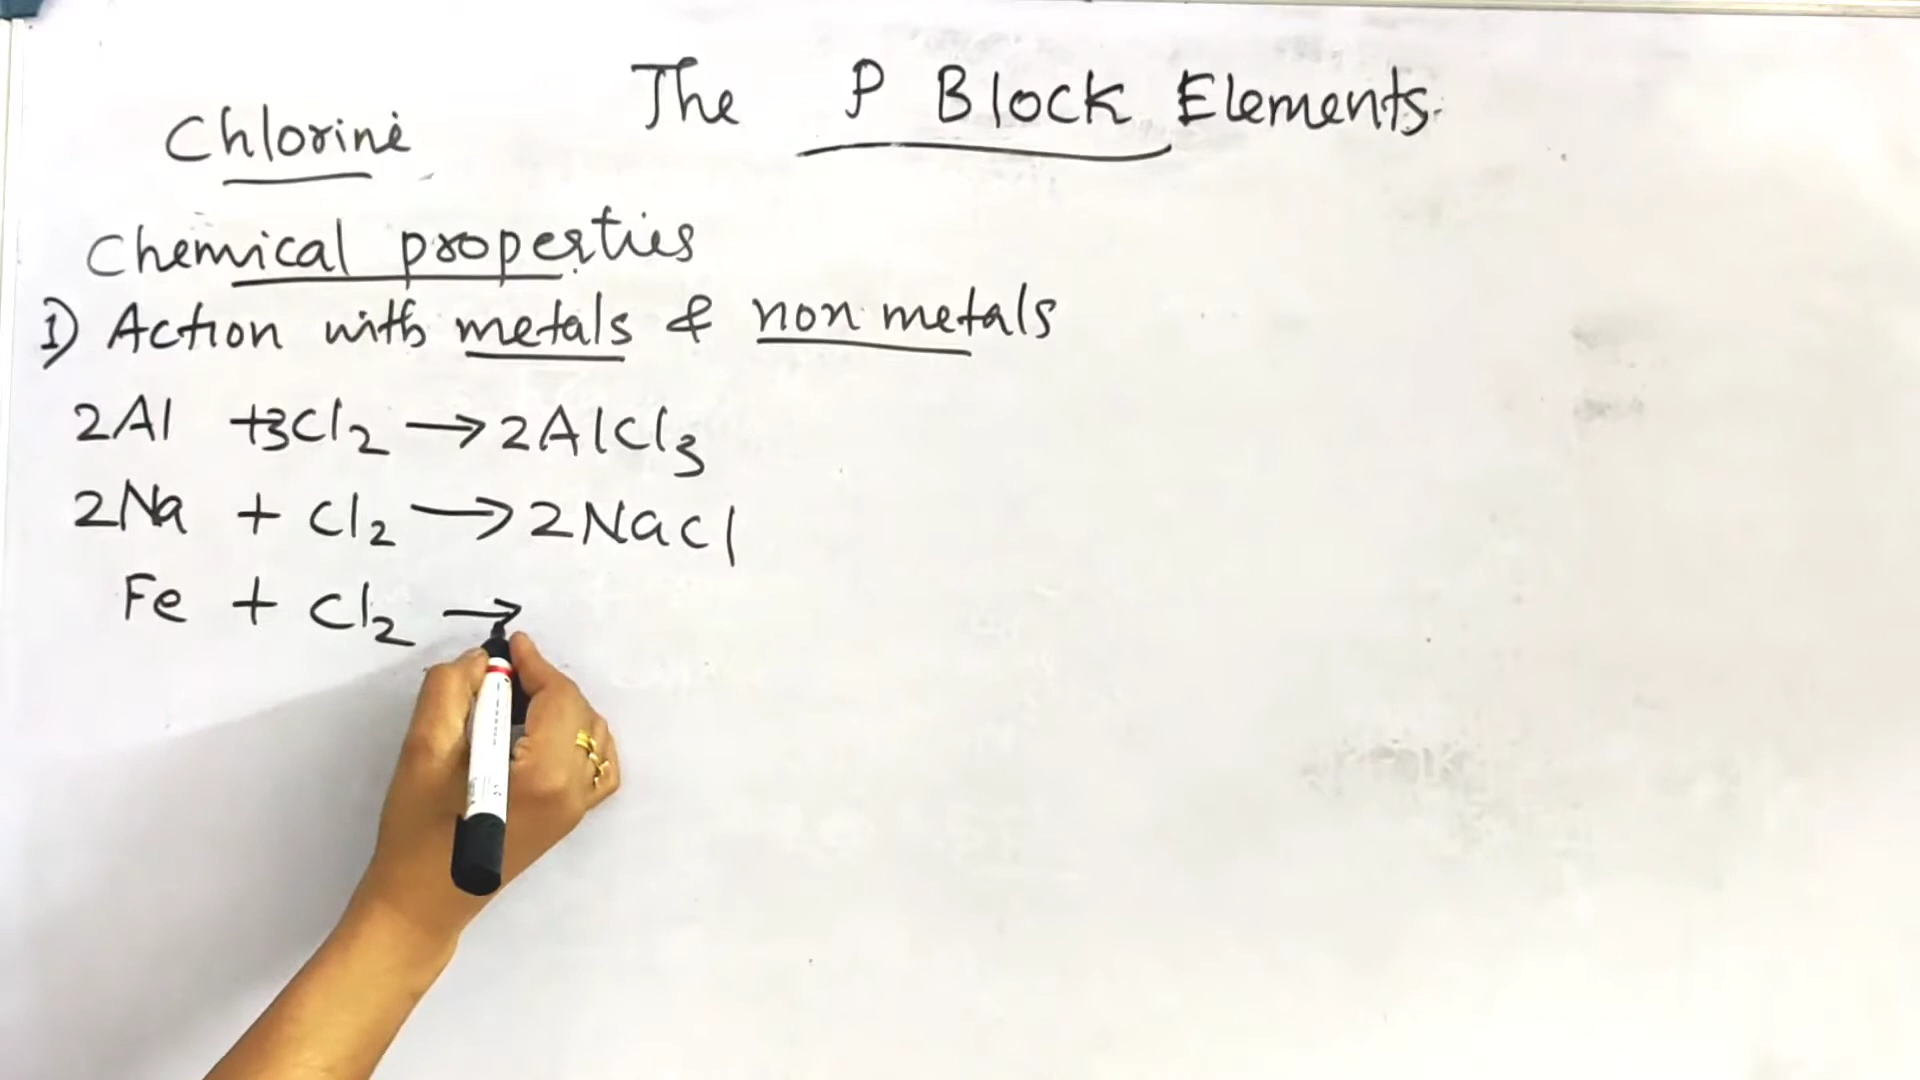 The P Block Elements
Chlorine
Chemical properties
1) Action with metals & non metals
2Al +3Cl₂ → 2AlCl₃
2Na + Cl₂ → 2NaCl
Fe + Cl₂ →